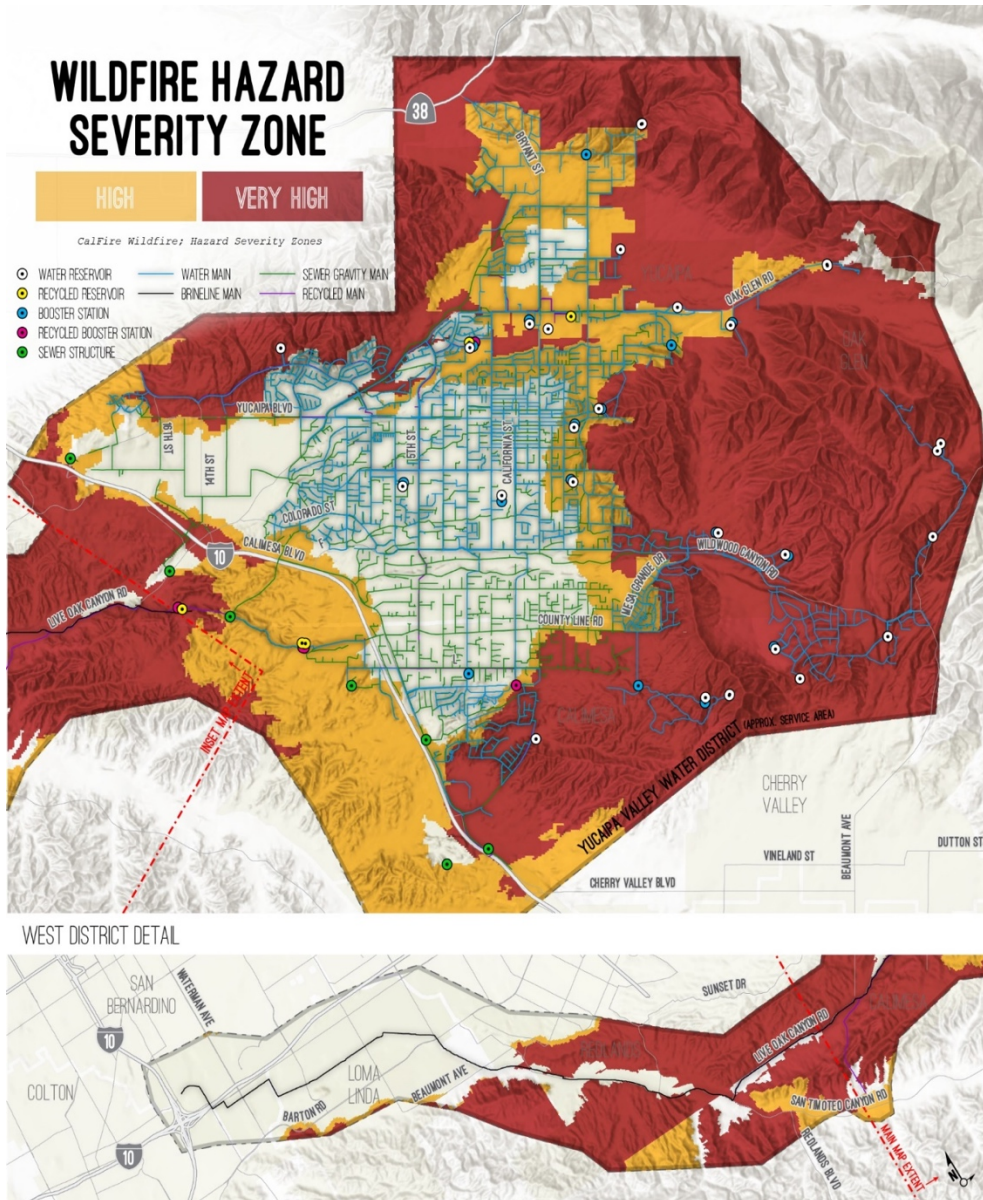 WILDFIRE HAZARD
SEVERITY ZONE
HIGH
VERY HIGH
CalFire Wildfire; Hazard Severity Zones
WATER RESERVOIR
RECYCLED RESERVOIR
BOOSTER STATION
RECYCLED BOOSTER STATION
SEWER STRUCTURE
WATER MAIN
BRINELINE MAIN
SEWER GRAVITY MAIN
RECYCLED MAIN
38
BRYANT ST
OAK GLEN RD
OAK
GLEN
YUCAIPA BLVD
16TH ST
14TH ST
5TH ST
CALIFORNIA ST
COLORADO ST
10
CALIMESA BLVD
WILDWOOD CANYON RD
MESA GRANDE DR
COUNTY LINE RD
LIVE OAK CANYON RD
INSET MAP EXTENT
CALIMESA
YUCAIPA VALLEY WATER DISTRICT (APPROX. SERVICE AREA)
CHERRY
VALLEY
BEAUMONT AVE
DUTTON ST
VINELAND ST
CHERRY VALLEY BLVD
WEST DISTRICT DETAIL
SAN
BERNARDINO
WATERMAN AVE
SUNSET DR
10
COLTON
LOMA
LINDA
BARTON RD
BEAUMONT AVE
REDLANDS
LIVE OAK CANYON RD
SAN TIMOTEO CANYON RD
REDLANDS BLVD
MAIN MAP EXTENT
10
N